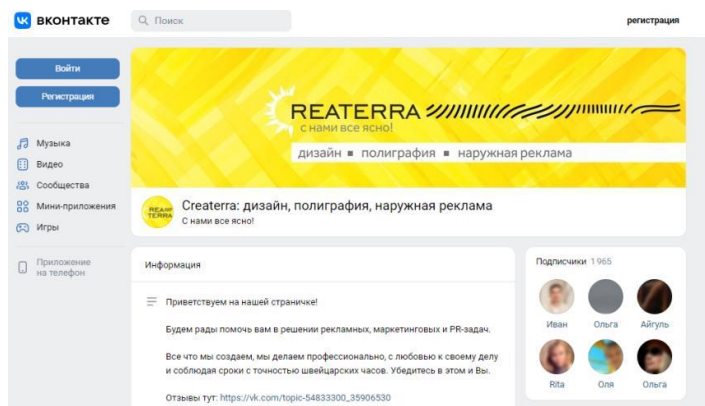 вконтакте
Поиск
регистрация
Войти
Регистрация
Музыка
Видео
Сообщества
Мини-приложения
Игры
Приложение
на телефон
REATERRA
с нами все ясно!
дизайн ▪ полиграфия ▪ наружная реклама
REA
TERRA
Createrra: дизайн, полиграфия, наружная реклама
С нами все ясно!
Информация
Приветствуем на нашей страничке!
Будем рады помочь вам в решении рекламных, маркетинговых и PR-задач.
Все что мы создаем, мы делаем профессионально, с любовью к своему делу
и соблюдая сроки с точностью швейцарских часов. Убедитесь в этом и Вы.
Отзывы тут: https://vk.com/topic-54833300_35906530
Подписчики 1 965
Иван Ольга Айгуль
Rita Оля Ольга